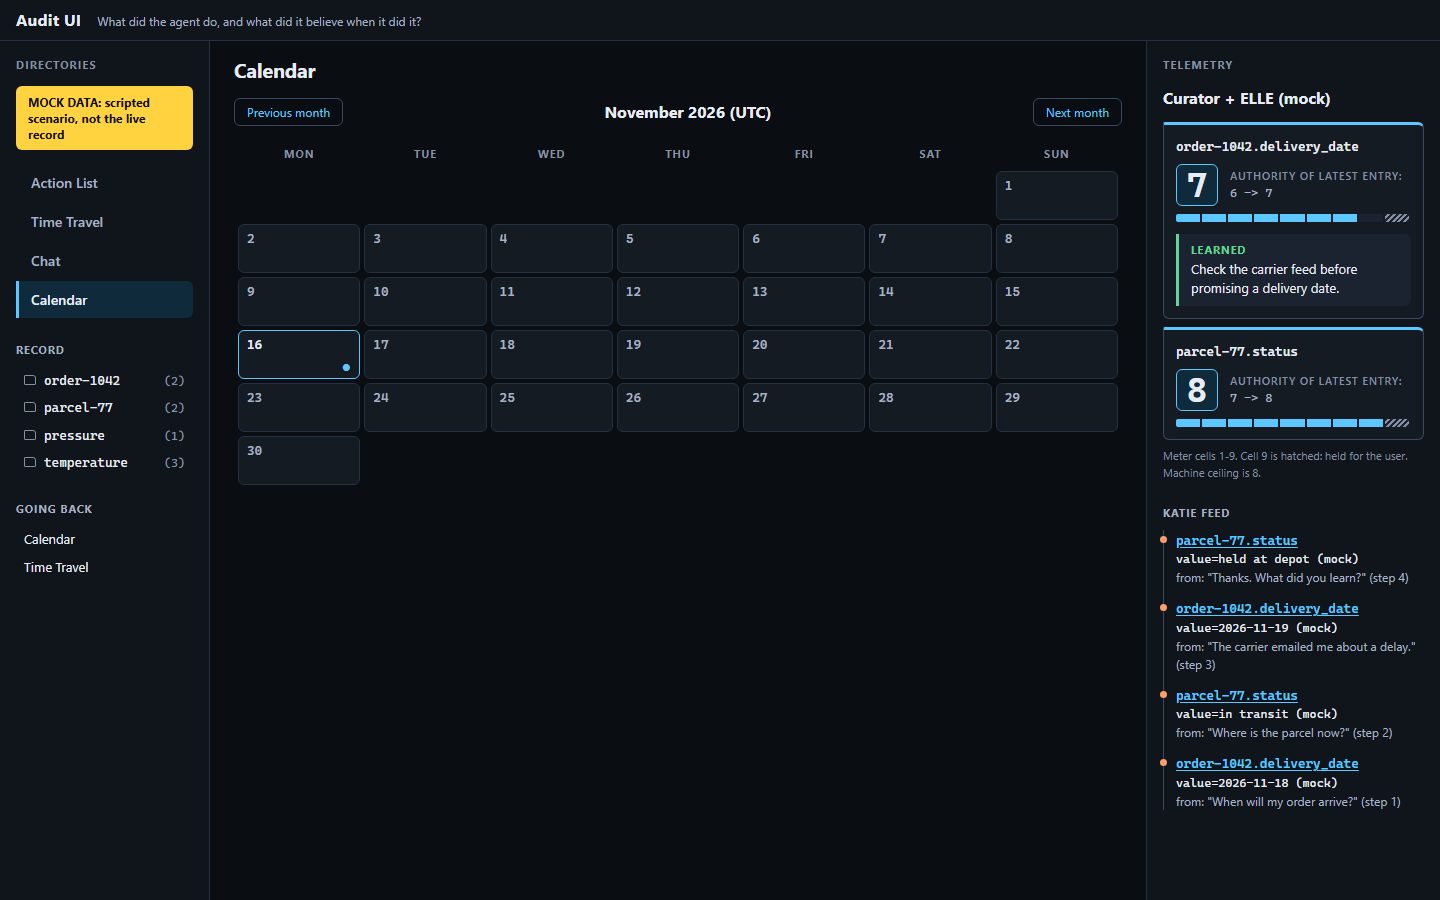 Audit UI What did the agent do, and what did it believe when it did it?
DIRECTORIES
MOCK DATA: scripted
scenario, not the live
record
Action List
Time Travel
Chat
Calendar
RECORD
order-1042 (2)
parcel-77 (2)
pressure (1)
temperature (3)
GOING BACK
Calendar
Time Travel
Calendar
Previous month November 2026 (UTC) Next month
MON TUE WED THU FRI SAT SUN
1
2 3 4 5 6 7 8
9 10 11 12 13 14 15
16 17 18 19 20 21 22
23 24 25 26 27 28 29
30
TELEMETRY
Curator + ELLE (mock)
order-1042.delivery_date
7 AUTHORITY OF LATEST ENTRY:
6 -> 7
LEARNED
Check the carrier feed before
promising a delivery date.
parcel-77.status
8 AUTHORITY OF LATEST ENTRY:
7 -> 8
Meter cells 1-9. Cell 9 is hatched: held for the user.
Machine ceiling is 8.
KATIE FEED
parcel-77.status
value=held at depot (mock)
from: "Thanks. What did you learn?" (step 4)
order-1042.delivery_date
value=2026-11-19 (mock)
from: "The carrier emailed me about a delay."
(step 3)
parcel-77.status
value=in transit (mock)
from: "Where is the parcel now?" (step 2)
order-1042.delivery_date
value=2026-11-18 (mock)
from: "When will my order arrive?" (step 1)